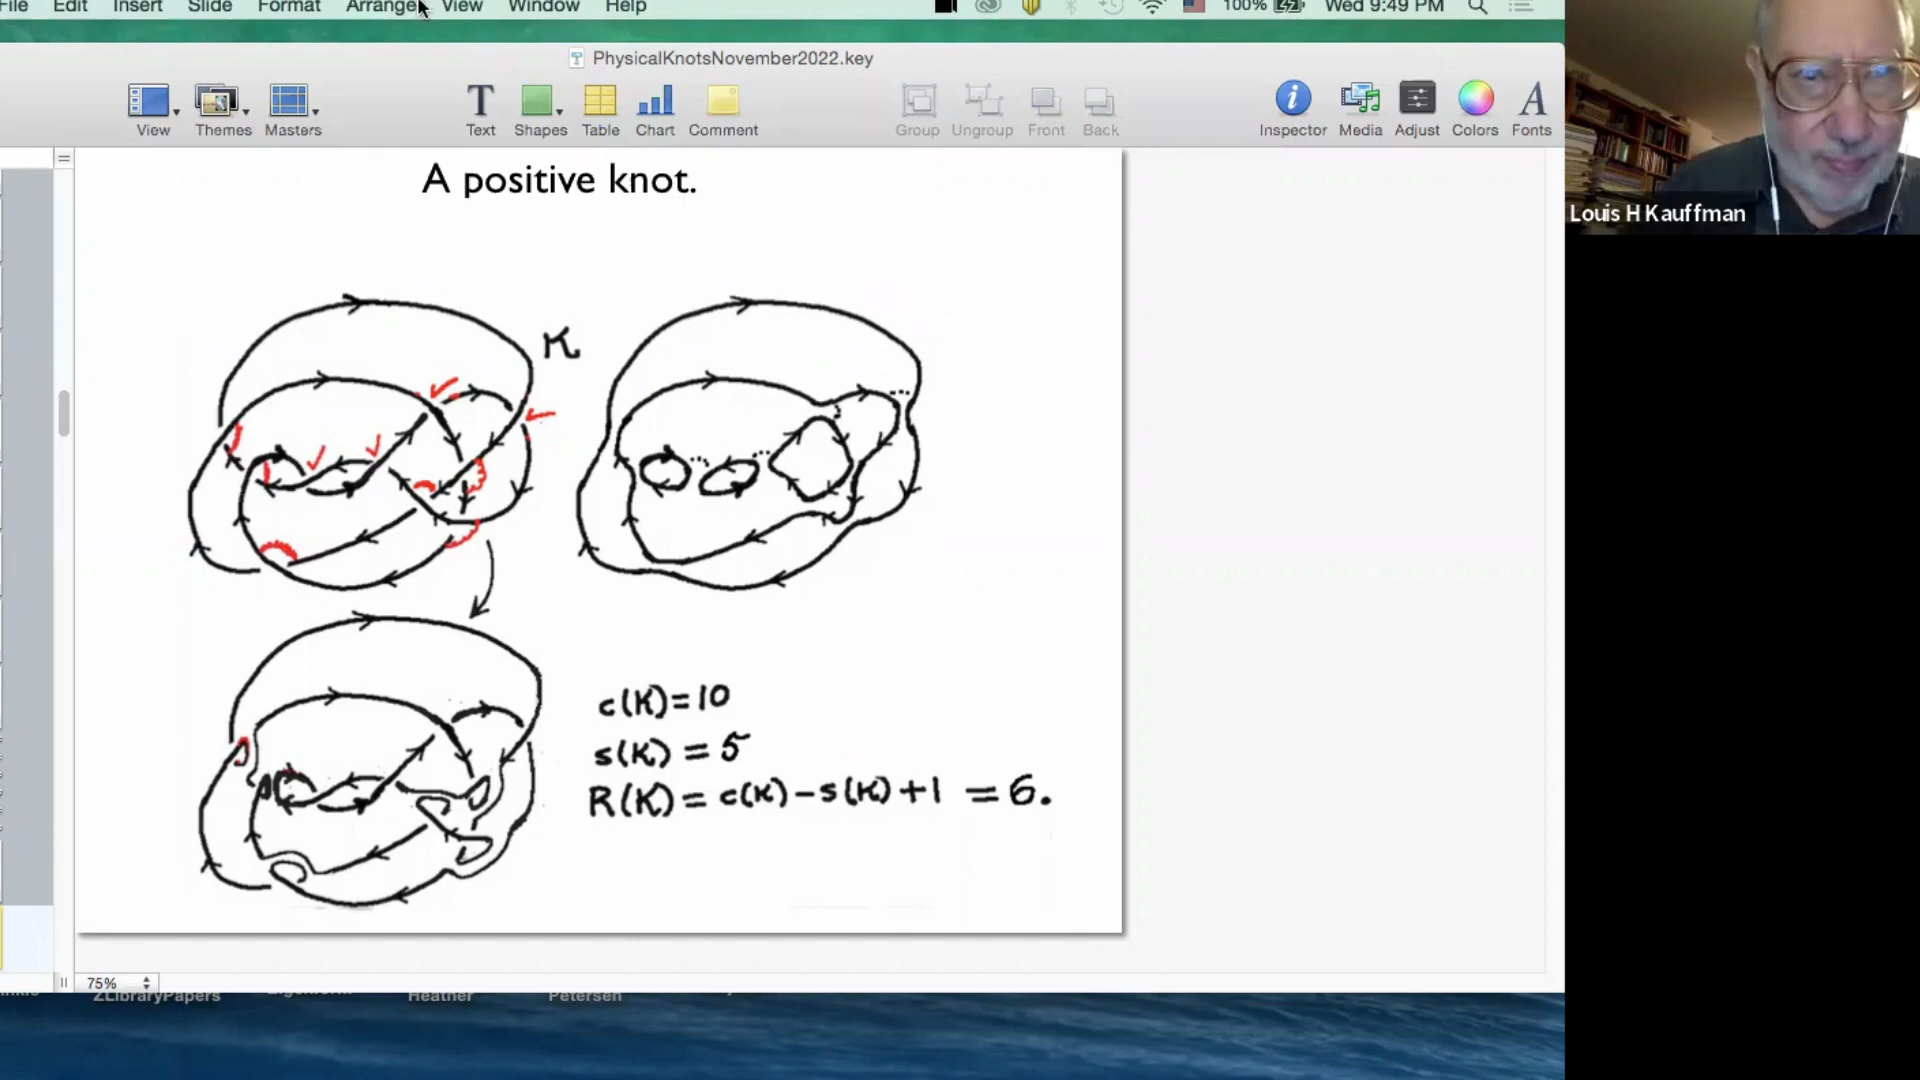 File Edit Insert Slide Format Arrange View Window Help 100% Wed 9:49 PM
PhysicalKnotsNovember2022.key
View Themes Masters Text Shapes Table Chart Comment Group Ungroup Front Back Inspector Media Adjust Colors Fonts
A positive knot.
Louis H Kauffman
K
c(K)=10
s(K) = 5
R(K) = c(K) - s(K) + 1 = 6.
75%
ZLibraryPapers Heather Petersen